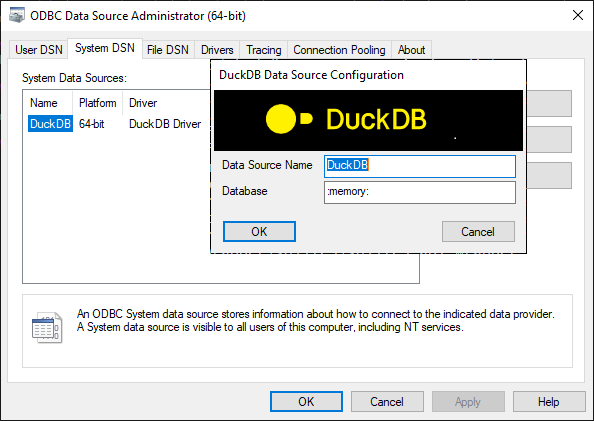 ODBC Data Source Administrator (64-bit)
User DSN System DSN File DSN Drivers Tracing Connection Pooling About
System Data Sources:
Name Platform Driver
DuckDB 64-bit DuckDB Driver
DuckDB Data Source Configuration
DuckDB
Data Source Name DuckDB
Database :memory:
OK Cancel
An ODBC System data source stores information about how to connect to the indicated data provider.
A System data source is visible to all users of this computer, including NT services.
OK Cancel Apply Help